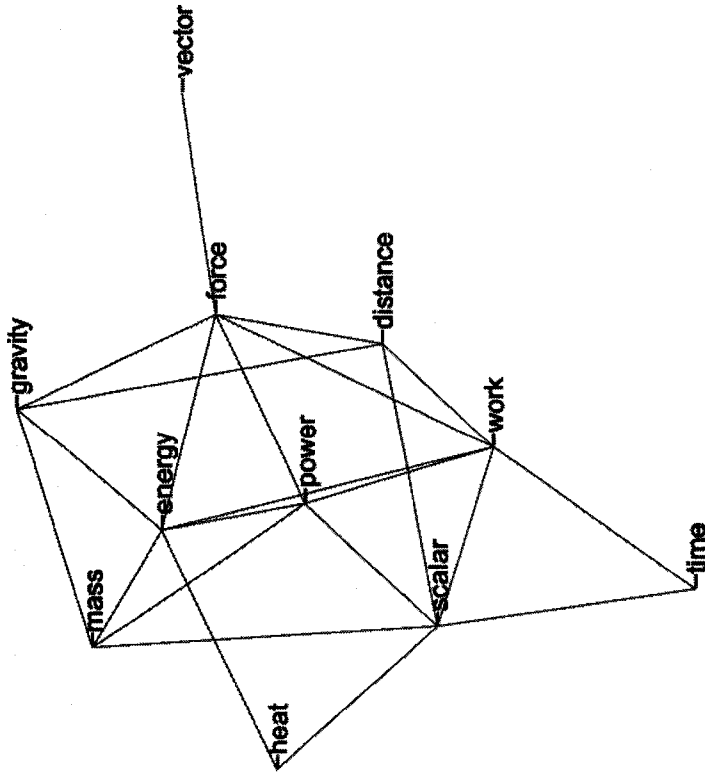 vector
force
gravity
distance
energy
power
work
mass
scalar
time
heat